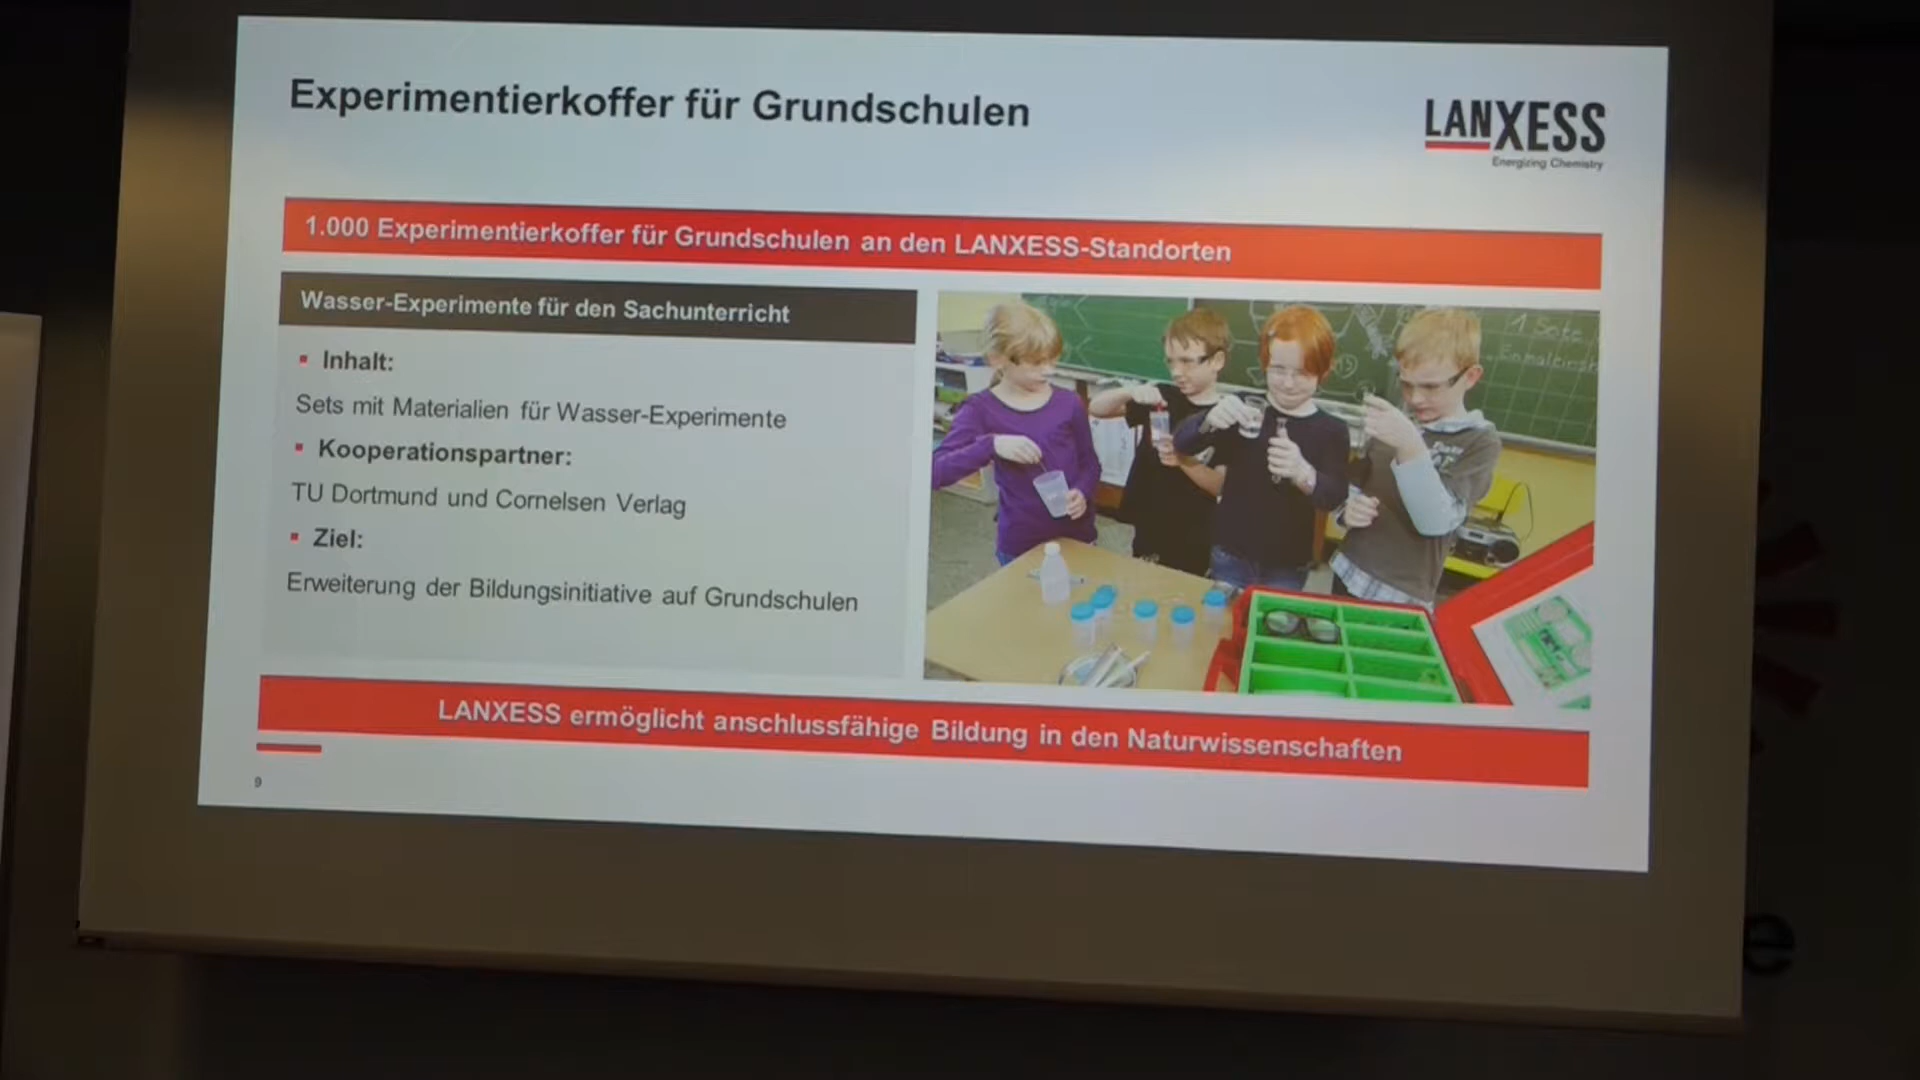 Experimentierkoffer für Grundschulen
LANXESS
Energizing Chemistry
1.000 Experimentierkoffer für Grundschulen an den LANXESS-Standorten
Wasser-Experimente für den Sachunterricht
Inhalt:
Sets mit Materialien für Wasser-Experimente
Kooperationspartner:
TU Dortmund und Cornelsen Verlag
Ziel:
Erweiterung der Bildungsinitiative auf Grundschulen
1 Seite
LANXESS ermöglicht anschlussfähige Bildung in den Naturwissenschaften
9
e